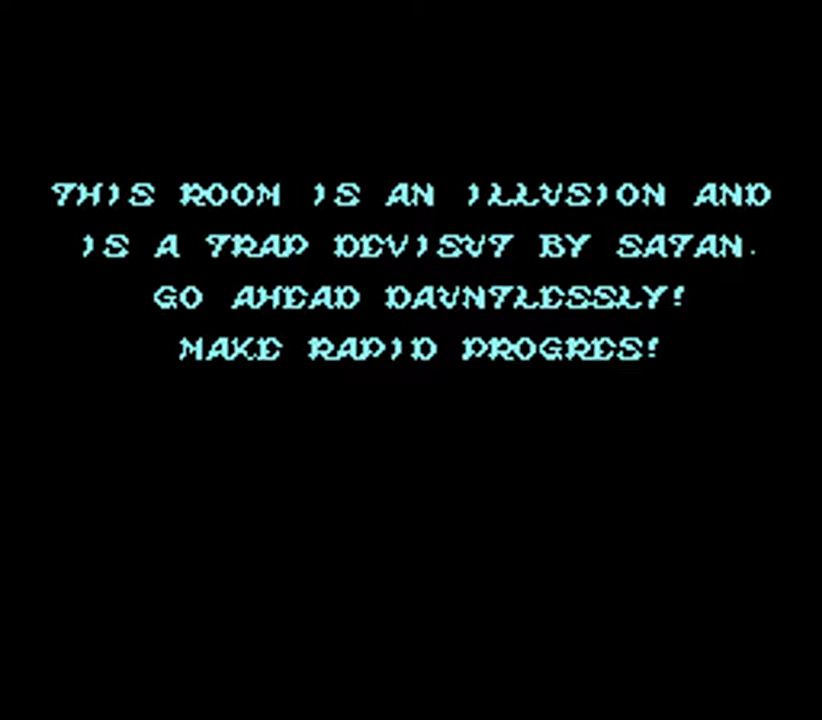 THIS ROOM IS AN ILLUSION AND
IS A TRAP DEVISUT BY SATAN.
GO AHEAD DAUNTLESSLY!
MAKE RAPID PROGRES!